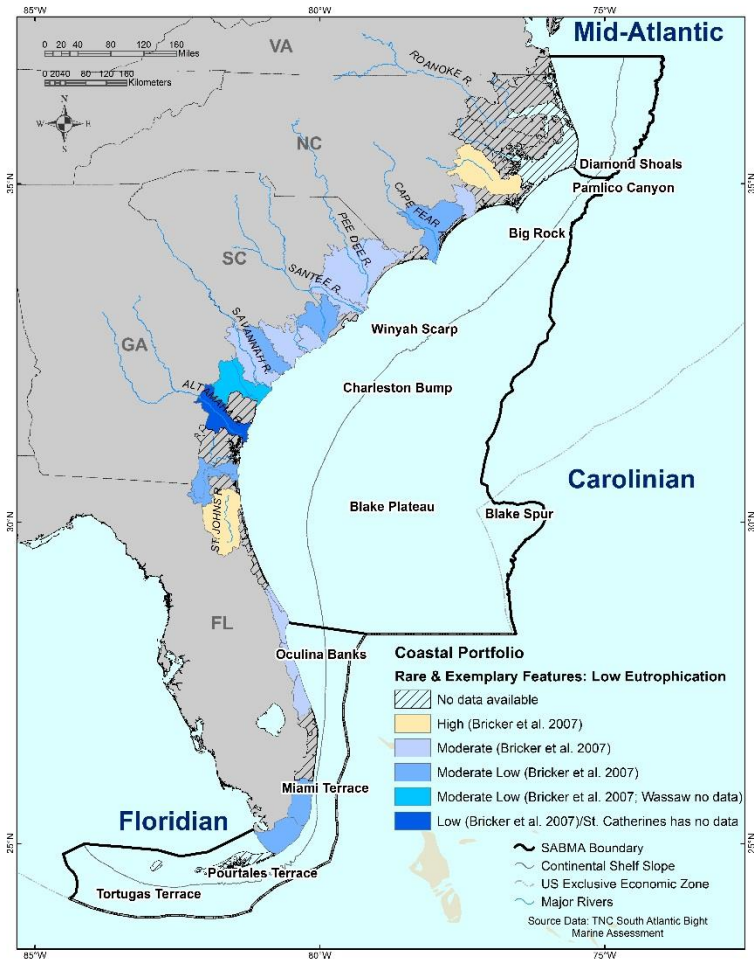 85°W
80°W
75°W
Mid-Atlantic
0 20 40 80 120 160
Miles
0 20 40 80 120 160
Kilometers
N
W E
S
VA
ROANOKE R.
NC
Diamond Shoals
35°N
35°N
Pamlico Canyon
CAPE FEAR
PEE DEE R.
Big Rock
SC
SANTEE R.
SAVANNAH R.
Winyah Scarp
GA
Charleston Bump
ALTAMAHA R.
Carolinian
Blake Plateau
Blake Spur
30°N
30°N
ST. JOHNS R.
FL
Oculina Banks
Coastal Portfolio
Rare & Exemplary Features: Low Eutrophication
No data available
High (Bricker et al. 2007)
Moderate (Bricker et al. 2007)
Moderate Low (Bricker et al. 2007)
Moderate Low (Bricker et al. 2007; Wassaw no data)
Low (Bricker et al. 2007)/St. Catherines has no data
Miami Terrace
Floridian
25°N
25°N
Pourtales Terrace
Tortugas Terrace
SABMA Boundary
Continental Shelf Slope
US Exclusive Economic Zone
Major Rivers
Source Data: TNC South Atlantic Bight
Marine Assessment
85°W
80°W
75°W